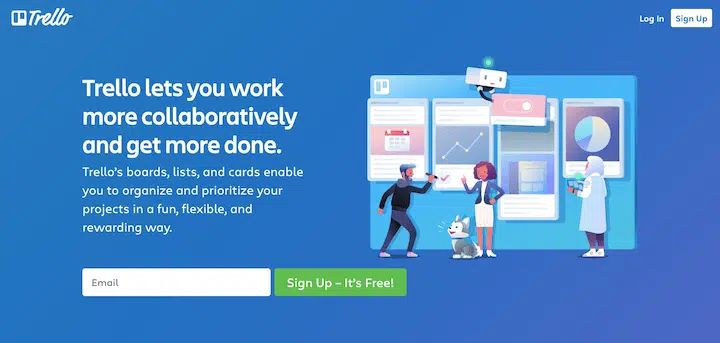 Trello
Log In
Sign Up
Trello lets you work
more collaboratively
and get more done.
Trello's boards, lists, and cards enable
you to organize and prioritize your
projects in a fun, flexible, and
rewarding way.
Email
Sign Up – It's Free!